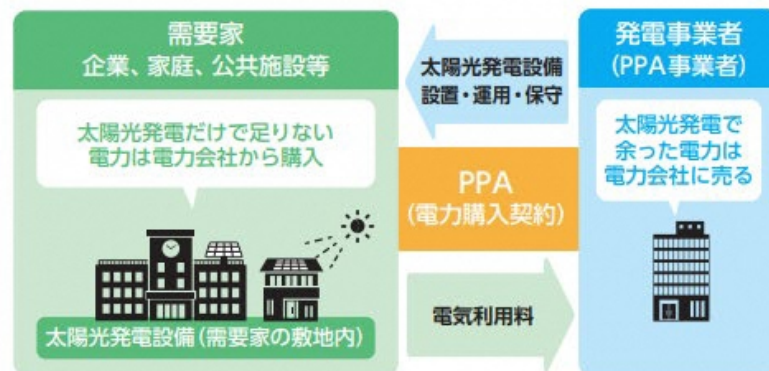 需要家
企業、家庭、公共施設等
太陽光発電だけで足りない
電力は電力会社から購入
太陽光発電設備(需要家の敷地内)
太陽光発電設備
設置・運用・保守
PPA
(電力購入契約)
電気利用料
発電事業者
(PPA事業者)
太陽光発電で
余った電力は
電力会社に売る